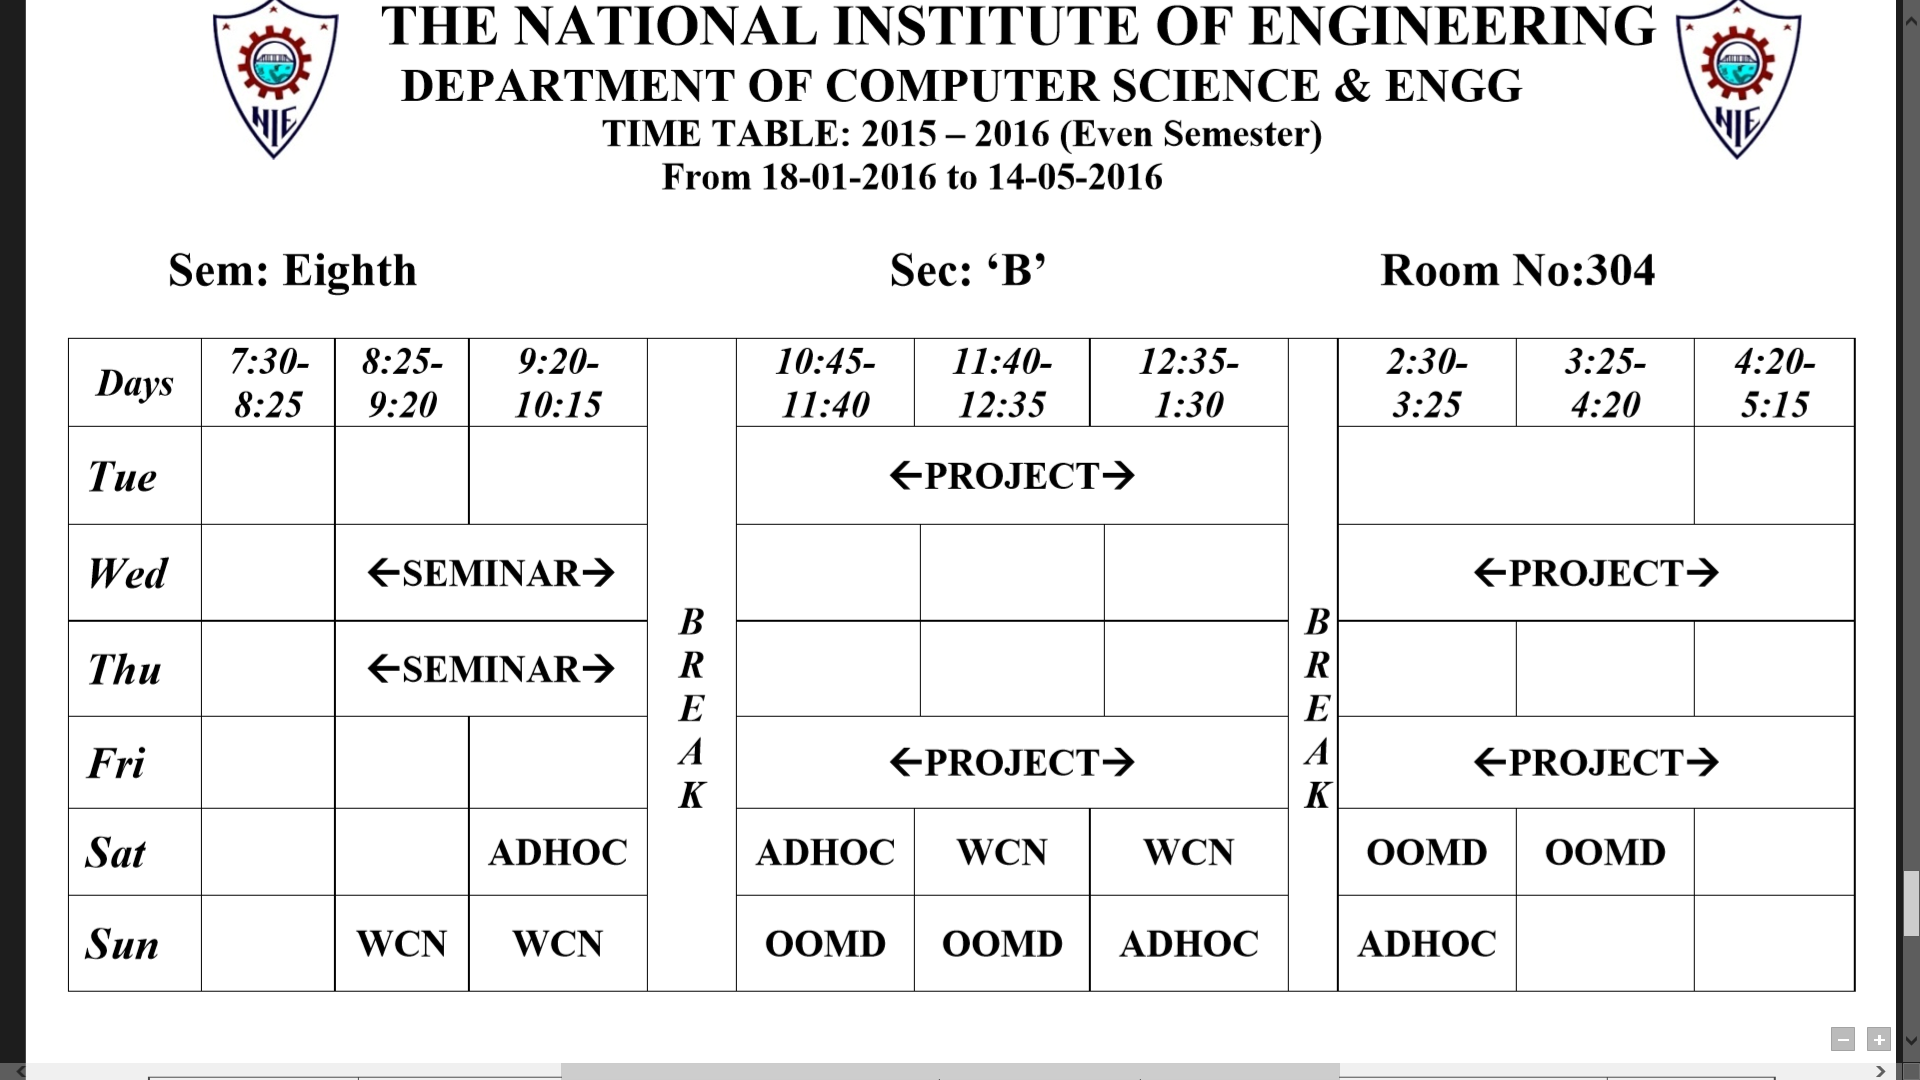 THE NATIONAL INSTITUTE OF ENGINEERING
DEPARTMENT OF COMPUTER SCIENCE & ENGG
TIME TABLE: 2015 – 2016 (Even Semester)
From 18-01-2016 to 14-05-2016
NIE
NIE
Sem: Eighth Sec: ‘B’ Room No:304
Days 7:30-8:25 8:25-9:20 9:20-10:15 10:45-11:40 11:40-12:35 12:35-1:30 2:30-3:25 3:25-4:20 4:20-5:15
Tue ←PROJECT→
Wed ←SEMINAR→ ←PROJECT→
Thu ←SEMINAR→
Fri ←PROJECT→ ←PROJECT→
Sat ADHOC ADHOC WCN WCN OOMD OOMD
Sun WCN WCN OOMD OOMD ADHOC ADHOC
BREAK
BREAK